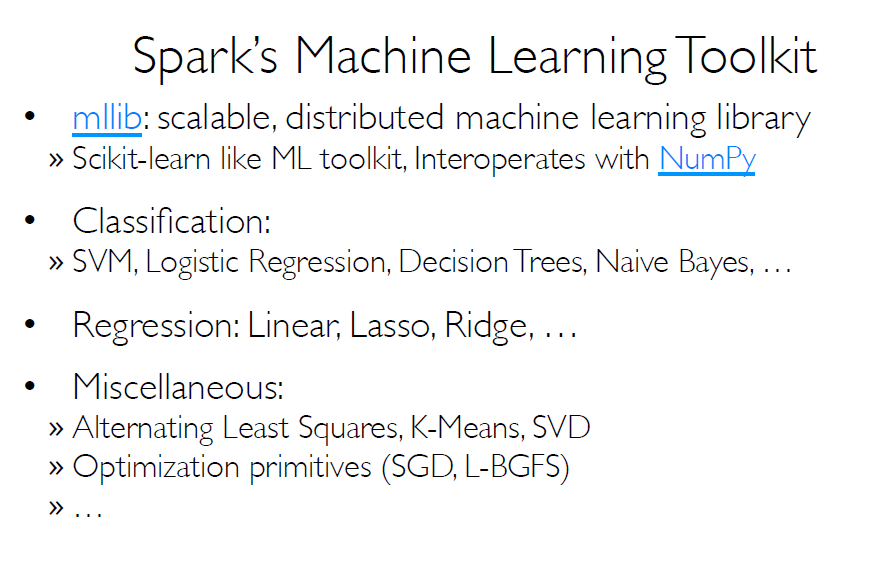 Spark's Machine Learning Toolkit
• mllib: scalable, distributed machine learning library
» Scikit-learn like ML toolkit, Interoperates with NumPy
• Classification:
» SVM, Logistic Regression, Decision Trees, Naive Bayes, …
• Regression: Linear, Lasso, Ridge, …
• Miscellaneous:
» Alternating Least Squares, K-Means, SVD
» Optimization primitives (SGD, L-BGFS)
» …